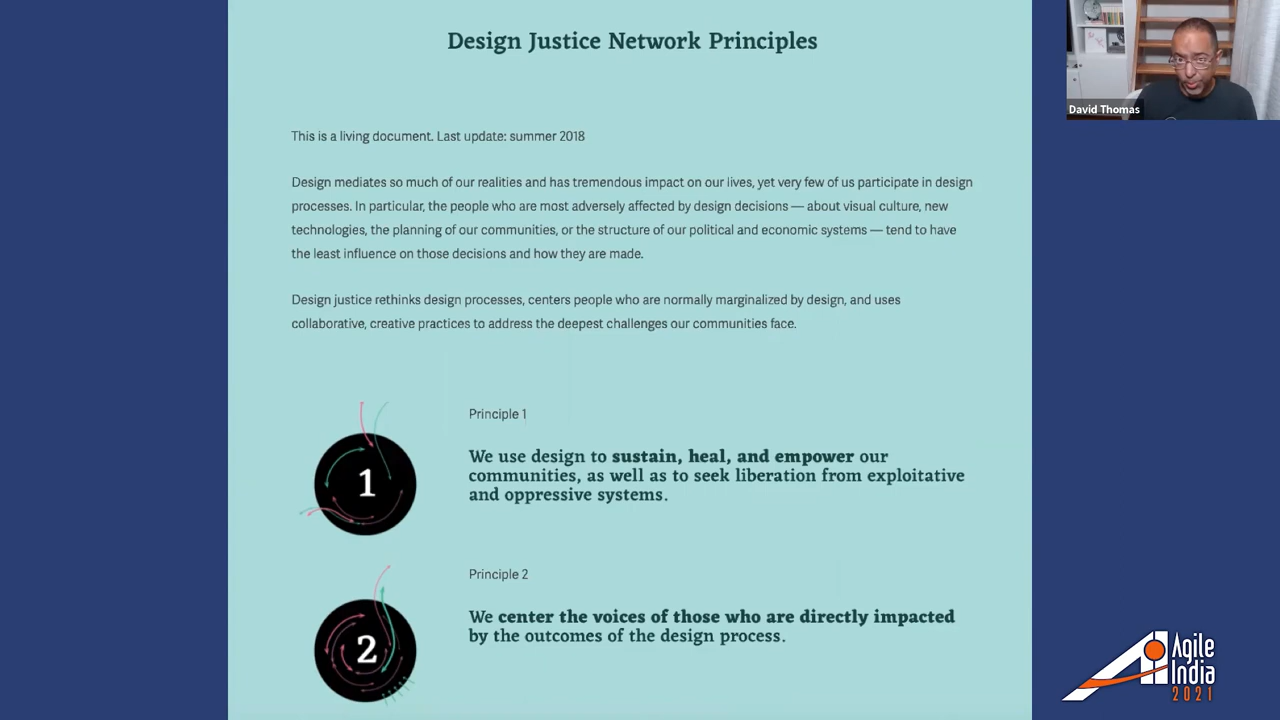 Design Justice Network Principles
David Thomas
This is a living document. Last update: summer 2018
Design mediates so much of our realities and has tremendous impact on our lives, yet very few of us participate in design
processes. In particular, the people who are most adversely affected by design decisions — about visual culture, new
technologies, the planning of our communities, or the structure of our political and economic systems — tend to have
the least influence on those decisions and how they are made.
Design justice rethinks design processes, centers people who are normally marginalized by design, and uses
collaborative, creative practices to address the deepest challenges our communities face.
1
Principle 1
We use design to sustain, heal, and empower our
communities, as well as to seek liberation from exploitative
and oppressive systems.
2
Principle 2
We center the voices of those who are directly impacted
by the outcomes of the design process.
Agile
India
2021